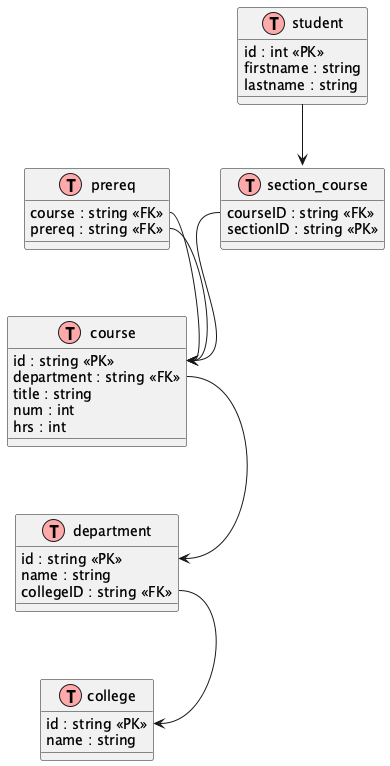 T student
id : int «PK»
firstname : string
lastname : string
T prereq
course : string «FK»
prereq : string «FK»
T section_course
courseID : string «FK»
sectionID : string «PK»
T course
id : string «PK»
department : string «FK»
title : string
num : int
hrs : int
T department
id : string «PK»
name : string
collegeID : string «FK»
T college
id : string «PK»
name : string